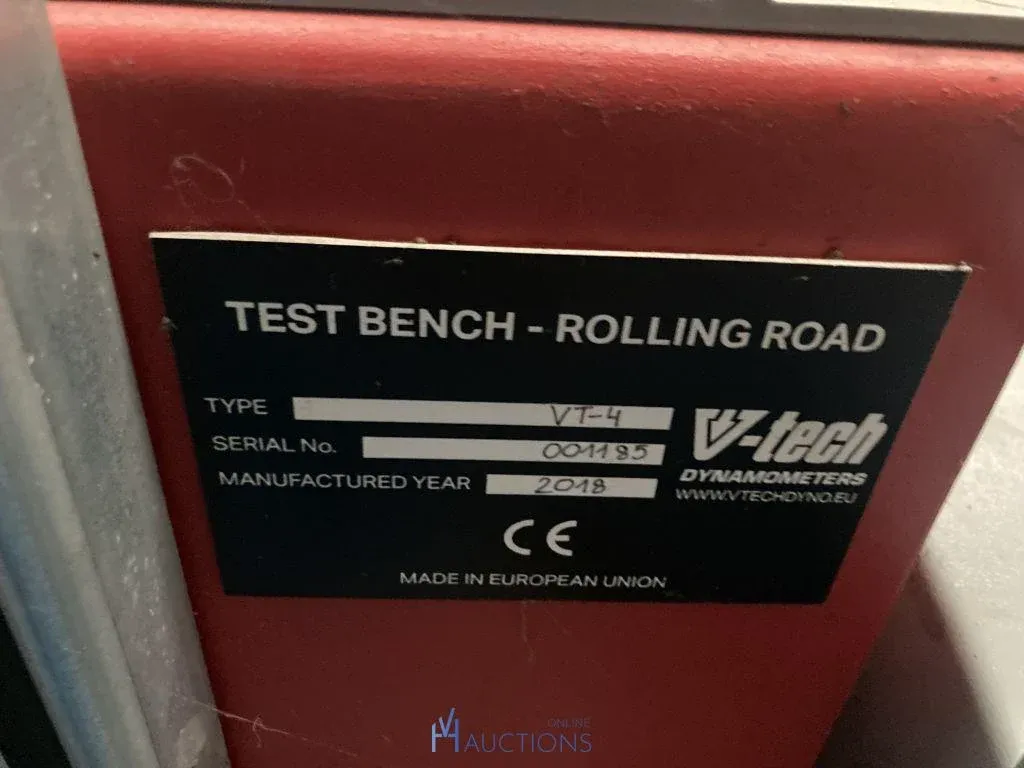 TEST BENCH - ROLLING ROAD
TYPE VT-4
SERIAL No. 001185
MANUFACTURED YEAR 2018
V-tech
DYNAMOMETERS
WWW.VTECHDYNO.EU
CE
MADE IN EUROPEAN UNION
HV ONLINE
AUCTIONS